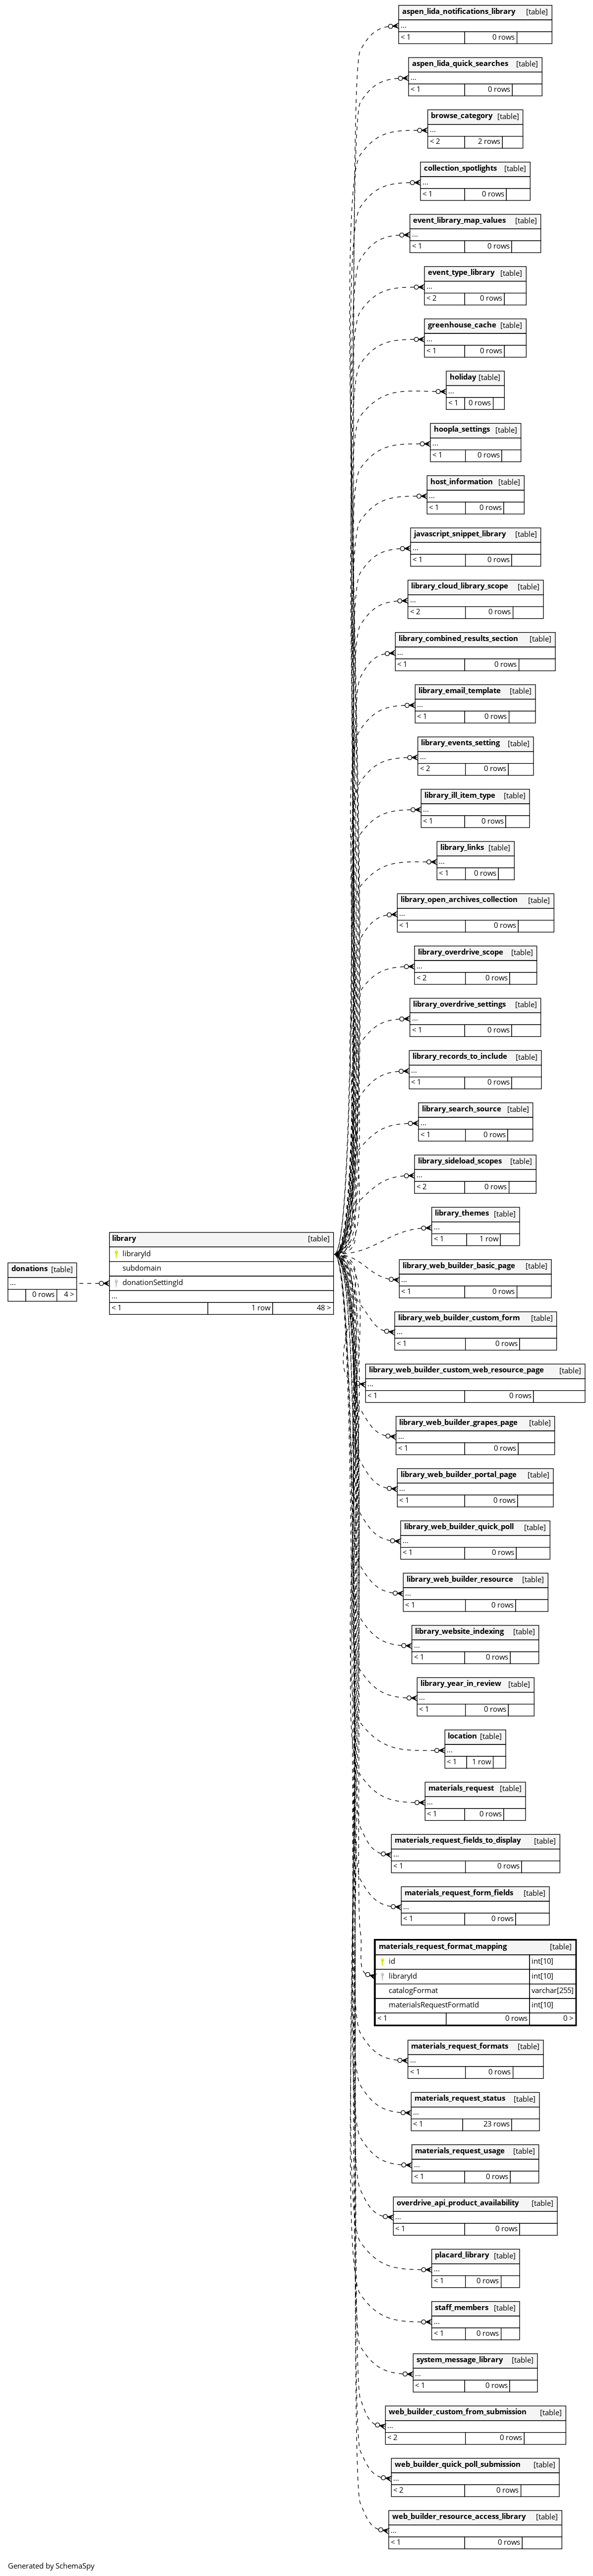 aspen_lida_notifications_library [table]
...
< 1 0 rows
aspen_lida_quick_searches [table]
...
< 1 0 rows
browse_category [table]
...
< 2 2 rows
collection_spotlights [table]
...
< 1 0 rows
event_library_map_values [table]
...
< 1 0 rows
event_type_library [table]
...
< 2 0 rows
greenhouse_cache [table]
...
< 1 0 rows
holiday [table]
...
< 1 0 rows
hoopla_settings [table]
...
< 1 0 rows
host_information [table]
...
< 1 0 rows
javascript_snippet_library [table]
...
< 1 0 rows
library_cloud_library_scope [table]
...
< 2 0 rows
library_combined_results_section [table]
...
< 1 0 rows
library_email_template [table]
...
< 1 0 rows
library_events_setting [table]
...
< 2 0 rows
library_ill_item_type [table]
...
< 1 0 rows
library_links [table]
...
< 1 0 rows
library_open_archives_collection [table]
...
< 1 0 rows
library_overdrive_scope [table]
...
< 2 0 rows
library_overdrive_settings [table]
...
< 1 0 rows
library_records_to_include [table]
...
< 1 0 rows
library_search_source [table]
...
< 1 0 rows
library_sideload_scopes [table]
...
< 2 0 rows
library_themes [table]
...
< 1 1 row
library [table]
libraryId
subdomain
donationSettingId
...
< 1 1 row 48 >
donations [table]
...
0 rows 4 >
library_web_builder_basic_page [table]
...
< 1 0 rows
library_web_builder_custom_form [table]
...
< 1 0 rows
library_web_builder_custom_web_resource_page [table]
...
< 1 0 rows
library_web_builder_grapes_page [table]
...
< 1 0 rows
library_web_builder_portal_page [table]
...
< 1 0 rows
library_web_builder_quick_poll [table]
...
< 1 0 rows
library_web_builder_resource [table]
...
< 1 0 rows
library_website_indexing [table]
...
< 1 0 rows
library_year_in_review [table]
...
< 1 0 rows
location [table]
...
< 1 1 row
materials_request [table]
...
< 1 0 rows
materials_request_fields_to_display [table]
...
< 1 0 rows
materials_request_form_fields [table]
...
< 1 0 rows
materials_request_format_mapping [table]
id int[10]
libraryId int[10]
catalogFormat varchar[255]
materialsRequestFormatId int[10]
< 1 0 rows 0 >
materials_request_formats [table]
...
< 1 0 rows
materials_request_status [table]
...
< 1 23 rows
materials_request_usage [table]
...
< 1 0 rows
overdrive_api_product_availability [table]
...
< 1 0 rows
placard_library [table]
...
< 1 0 rows
staff_members [table]
...
< 1 0 rows
system_message_library [table]
...
< 1 0 rows
web_builder_custom_from_submission [table]
...
< 2 0 rows
web_builder_quick_poll_submission [table]
...
< 2 0 rows
web_builder_resource_access_library [table]
...
< 1 0 rows
Generated by SchemaSpy